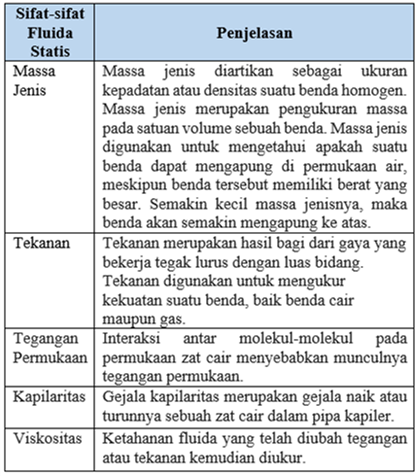 Sifat-sifat
Fluida
Statis
Penjelasan
Massa
Jenis
Massa jenis diartikan sebagai ukuran
kepadatan atau densitas suatu benda homogen.
Massa jenis merupakan pengukuran massa
pada satuan volume sebuah benda. Massa jenis
digunakan untuk mengetahui apakah suatu
benda dapat mengapung di permukaan air,
meskipun benda tersebut memiliki berat yang
besar. Semakin kecil massa jenisnya, maka
benda akan semakin mengapung ke atas.
Tekanan
Tekanan merupakan hasil bagi dari gaya yang
bekerja tegak lurus dengan luas bidang.
Tekanan digunakan untuk mengukur
kekuatan suatu benda, baik benda cair
maupun gas.
Tegangan
Permukaan
Interaksi antar molekul-molekul pada
permukaan zat cair menyebabkan munculnya
tegangan permukaan.
Kapilaritas
Gejala kapilaritas merupakan gejala naik atau
turunnya sebuah zat cair dalam pipa kapiler.
Viskositas
Ketahanan fluida yang telah diubah tegangan
atau tekanan kemudian diukur.